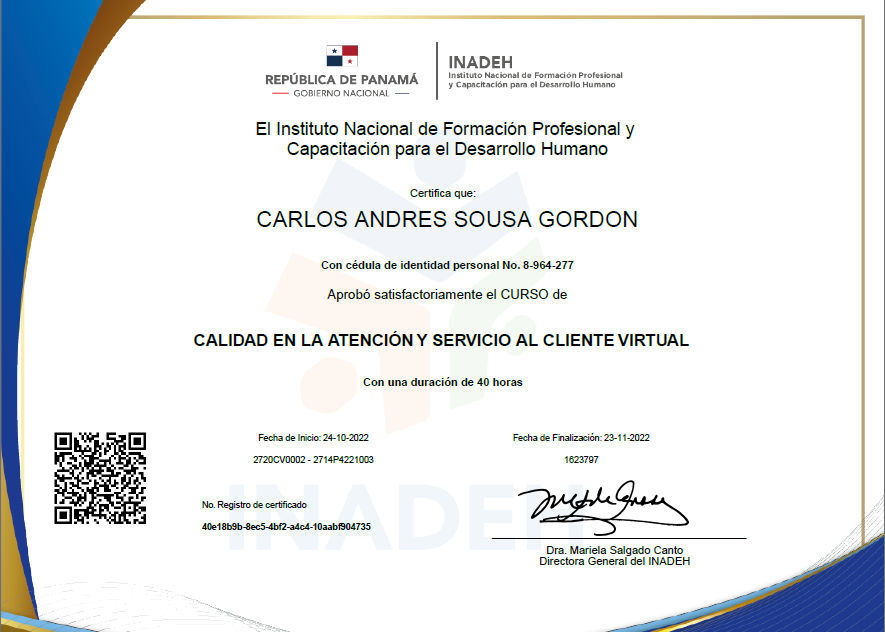 REPÚBLICA DE PANAMÁ
GOBIERNO NACIONAL
INADEH
Instituto Nacional de Formación Profesional
y Capacitación para el Desarrollo Humano
El Instituto Nacional de Formación Profesional y
Capacitación para el Desarrollo Humano
Certifica que:
CARLOS ANDRES SOUSA GORDON
Con cédula de identidad personal No. 8-964-277
Aprobó satisfactoriamente el CURSO de
CALIDAD EN LA ATENCIÓN Y SERVICIO AL CLIENTE VIRTUAL
Con una duración de 40 horas
Fecha de Inicio: 24-10-2022
Fecha de Finalización: 23-11-2022
2720CV0002 - 2714P4221003
1623797
No. Registro de certificado
40e18b9b-8ec5-4bf2-a4c4-10aabf904735
INADEH
Dra. Mariela Salgado Canto
Directora General del INADEH